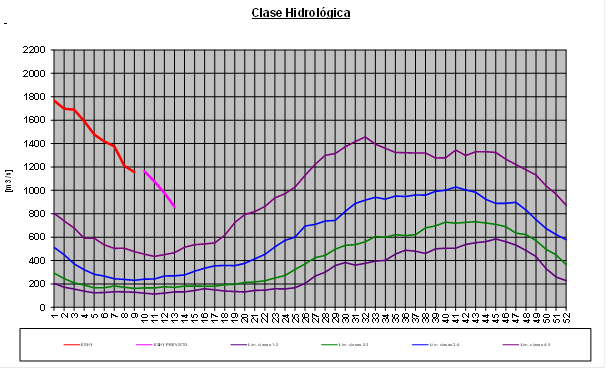 Clase Hidrológica
[m3/s]
2200
2000
1800
1600
1400
1200
1000
800
600
400
200
0
1 2 3 4 5 6 7 8 9 10 11 12 13 14 15 16 17 18 19 20 21 22 23 24 25 26 27 28 29 30 31 32 33 34 35 36 37 38 39 40 41 42 43 44 45 46 47 48 49 50 51 52
ESHY
ESHY PREVISTO
Lim. clases 1-2
Lim. clases 2-3
Lim. clases 3-4
Lim. clases 4-5